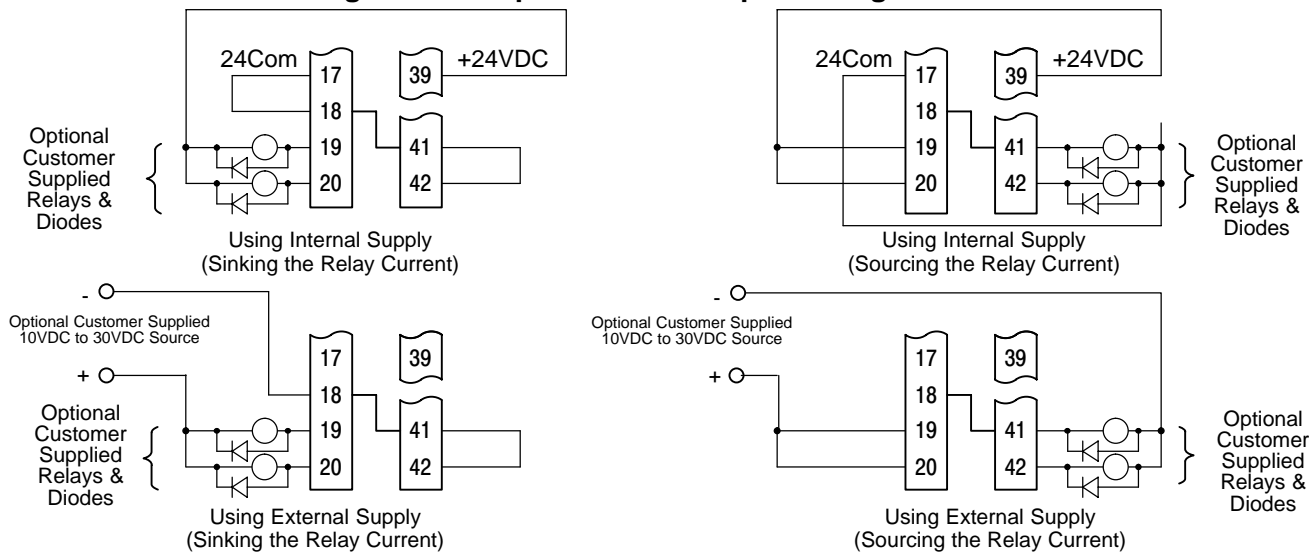 24Com
17
18
19
20
39
41
42
+24VDC
Optional
Customer
Supplied
Relays &
Diodes
Using Internal Supply
(Sinking the Relay Current)
24Com
17
18
19
20
39
41
42
+24VDC
Optional
Customer
Supplied
Relays &
Diodes
Using Internal Supply
(Sourcing the Relay Current)
-
Optional Customer Supplied
10VDC to 30VDC Source
+
17
18
19
20
39
41
42
Optional
Customer
Supplied
Relays &
Diodes
Using External Supply
(Sinking the Relay Current)
-
Optional Customer Supplied
10VDC to 30VDC Source
+
17
18
19
20
39
41
42
Optional
Customer
Supplied
Relays &
Diodes
Using External Supply
(Sourcing the Relay Current)